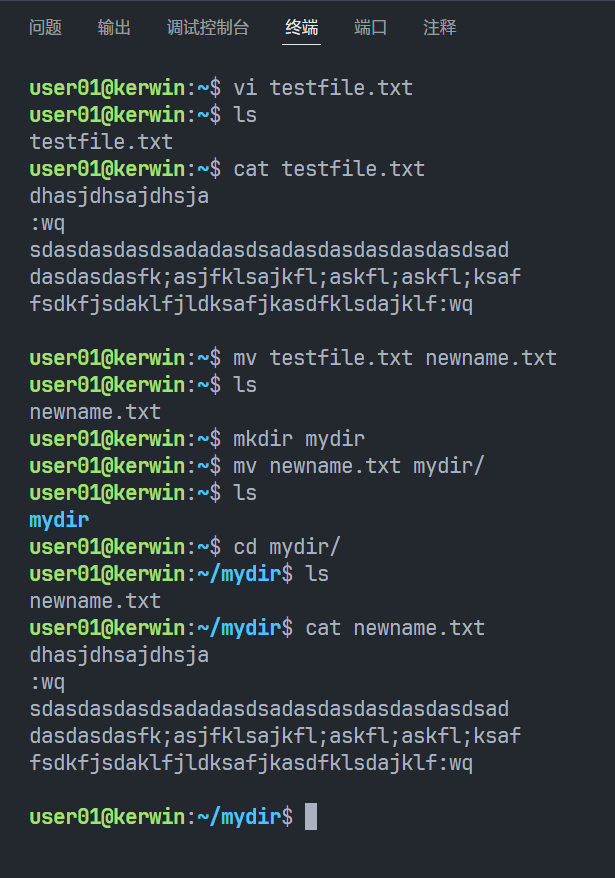 问题 输出 调试控制台 终端 端口 注释
user01@kerwin:~$ vi testfile.txt
user01@kerwin:~$ ls
testfile.txt
user01@kerwin:~$ cat testfile.txt
dhasjdhsajdhsja
:wq
sdasdasdasdsadadasdsadasdasdasdasdasdsad
dasdasdasfk;asjfklsajkfl;askfl;askfl;ksaf
fsdkfjsdaklfjldksafjkasdfklsdajklf:wq
user01@kerwin:~$ mv testfile.txt newname.txt
user01@kerwin:~$ ls
newname.txt
user01@kerwin:~$ mkdir mydir
user01@kerwin:~$ mv newname.txt mydir/
user01@kerwin:~$ ls
mydir
user01@kerwin:~$ cd mydir/
user01@kerwin:~/mydir$ ls
newname.txt
user01@kerwin:~/mydir$ cat newname.txt
dhasjdhsajdhsja
:wq
sdasdasdasdsadadasdsadasdasdasdasdasdsad
dasdasdasfk;asjfklsajkfl;askfl;askfl;ksaf
fsdkfjsdaklfjldksafjkasdfklsdajklf:wq
user01@kerwin:~/mydir$